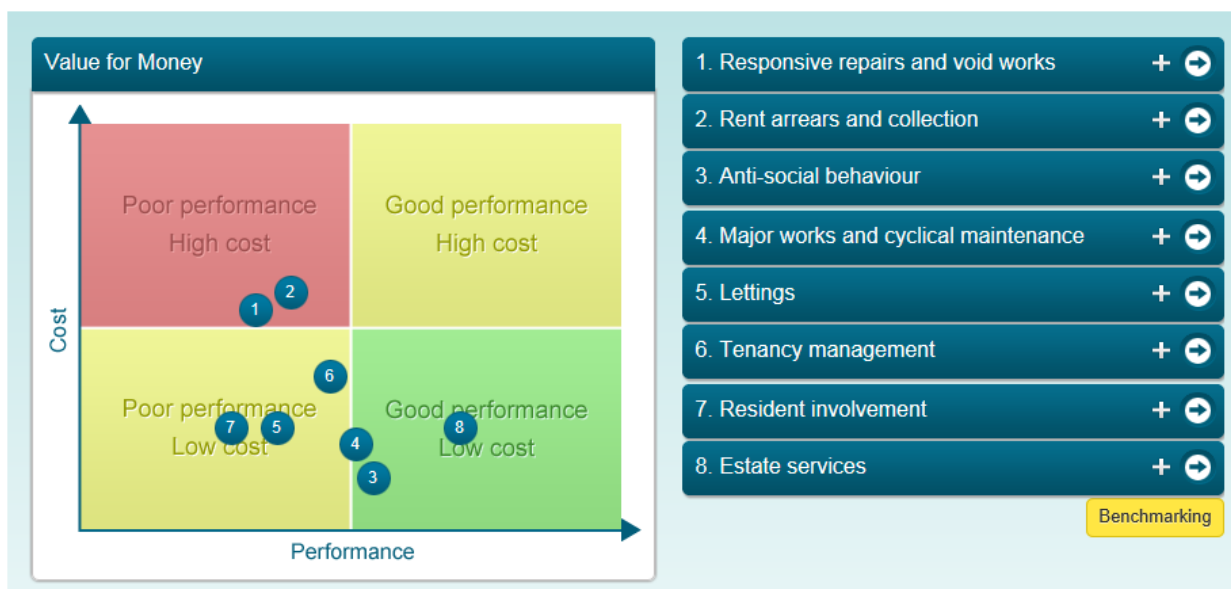 Value for Money
Poor performance
High cost
Good performance
High cost
1
2
Cost
6
Poor performance
Low cost
7
5
4
3
Good performance
Low cost
8
Performance
1. Responsive repairs and void works
2. Rent arrears and collection
3. Anti-social behaviour
4. Major works and cyclical maintenance
5. Lettings
6. Tenancy management
7. Resident involvement
8. Estate services
Benchmarking